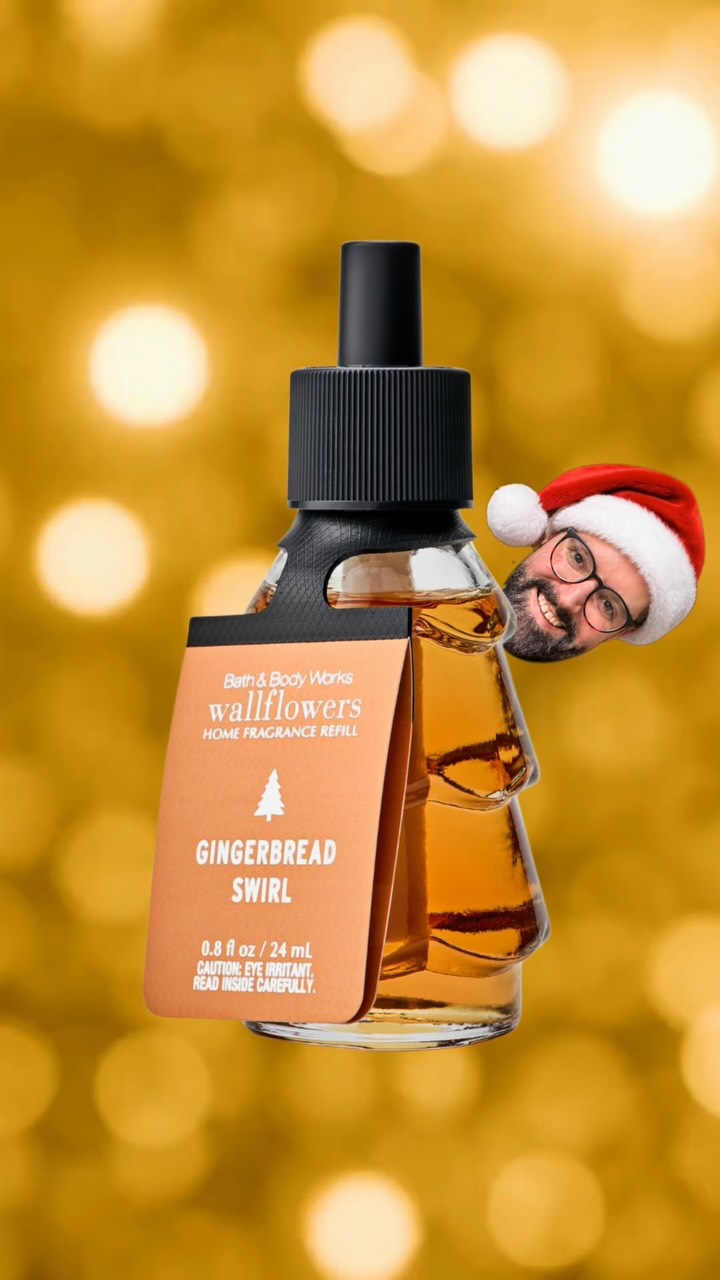 Bath & Body Works
wallflowers
HOME FRAGRANCE REFILL
GINGERBREAD
SWIRL
0.8 fl oz / 24 mL
CAUTION: EYE IRRITANT.
READ INSIDE CAREFULLY.